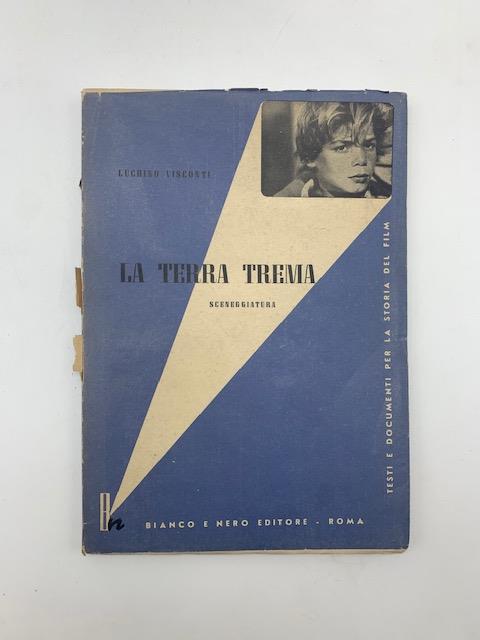 LUCHINO VISCONTI
LA TERRA TREMA
SCENEGGIATURA
TESTI E DOCUMENTI PER LA STORIA DEL FILM
Bn
BIANCO E NERO EDITORE - ROMA